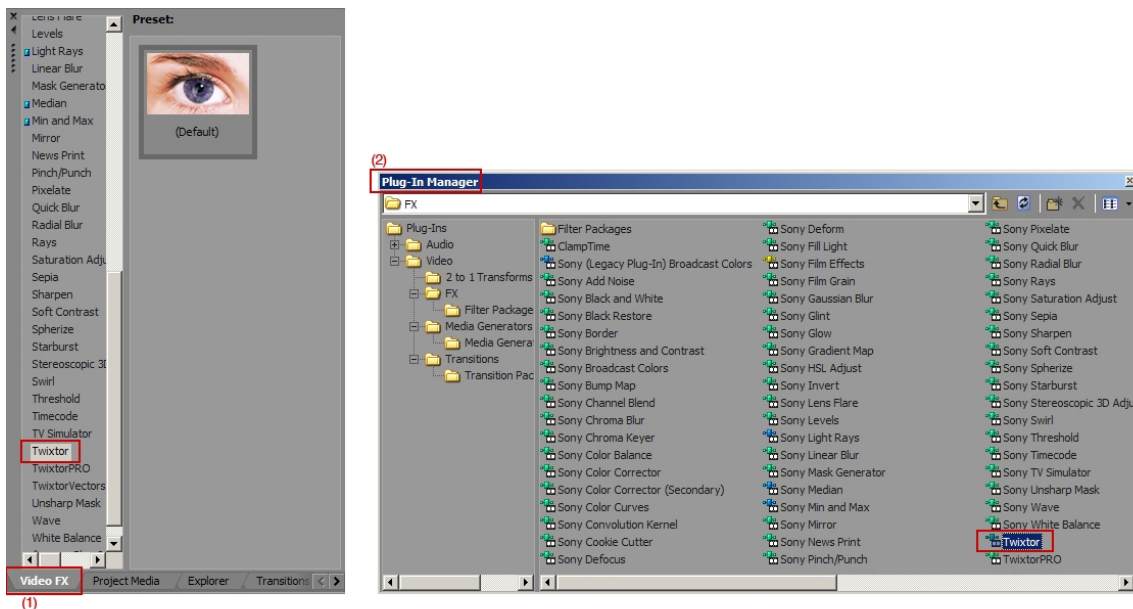 Lens Flare
Levels
Light Rays
Linear Blur
Mask Generato
Median
Min and Max
Mirror
News Print
Pinch/Punch
Pixelate
Quick Blur
Radial Blur
Rays
Saturation Adju
Sepia
Sharpen
Soft Contrast
Spherize
Starburst
Stereoscopic 3D
Swirl
Threshold
Timecode
TV Simulator
Twixtor
TwixtorPRO
TwixtorVectors
Unsharp Mask
Wave
White Balance
Preset:
(Default)
Video FX Project Media Explorer Transitions
(1)
(2)
Plug-In Manager
FX
Plug-Ins
Audio
Video
2 to 1 Transforms
FX
Filter Package
Media Generators
Media Genera
Transitions
Transition Pac
Filter Packages
ClampTime
Sony (Legacy Plug-In) Broadcast Colors
Sony Add Noise
Sony Black and White
Sony Black Restore
Sony Border
Sony Brightness and Contrast
Sony Broadcast Colors
Sony Bump Map
Sony Channel Blend
Sony Chroma Blur
Sony Chroma Keyer
Sony Color Balance
Sony Color Corrector
Sony Color Corrector (Secondary)
Sony Color Curves
Sony Convolution Kernel
Sony Cookie Cutter
Sony Defocus
Sony Deform
Sony Fill Light
Sony Film Effects
Sony Film Grain
Sony Gaussian Blur
Sony Glint
Sony Glow
Sony Gradient Map
Sony HSL Adjust
Sony Invert
Sony Lens Flare
Sony Levels
Sony Light Rays
Sony Linear Blur
Sony Mask Generator
Sony Median
Sony Min and Max
Sony Mirror
Sony News Print
Sony Pinch/Punch
Sony Pixelate
Sony Quick Blur
Sony Radial Blur
Sony Rays
Sony Saturation Adjust
Sony Sepia
Sony Sharpen
Sony Soft Contrast
Sony Spherize
Sony Starburst
Sony Stereoscopic 3D Adju
Sony Swirl
Sony Threshold
Sony Timecode
Sony TV Simulator
Sony Unsharp Mask
Sony Wave
Sony White Balance
Twixtor
TwixtorPRO